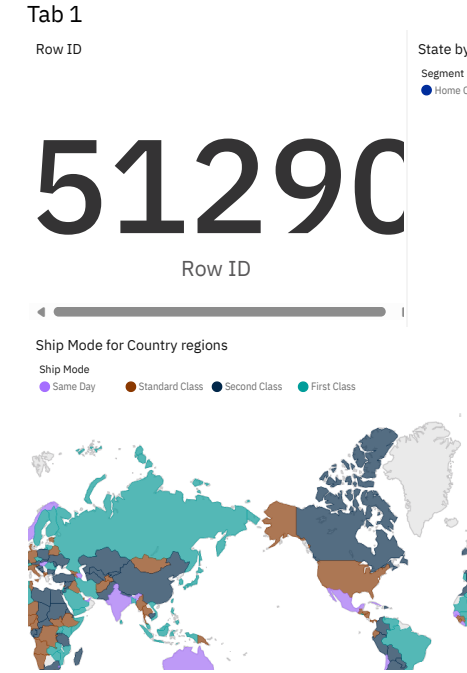 Tab 1
Row ID
51290
Row ID
State by
Segment
Home
Ship Mode for Country regions
Ship Mode
Same Day Standard Class Second Class First Class